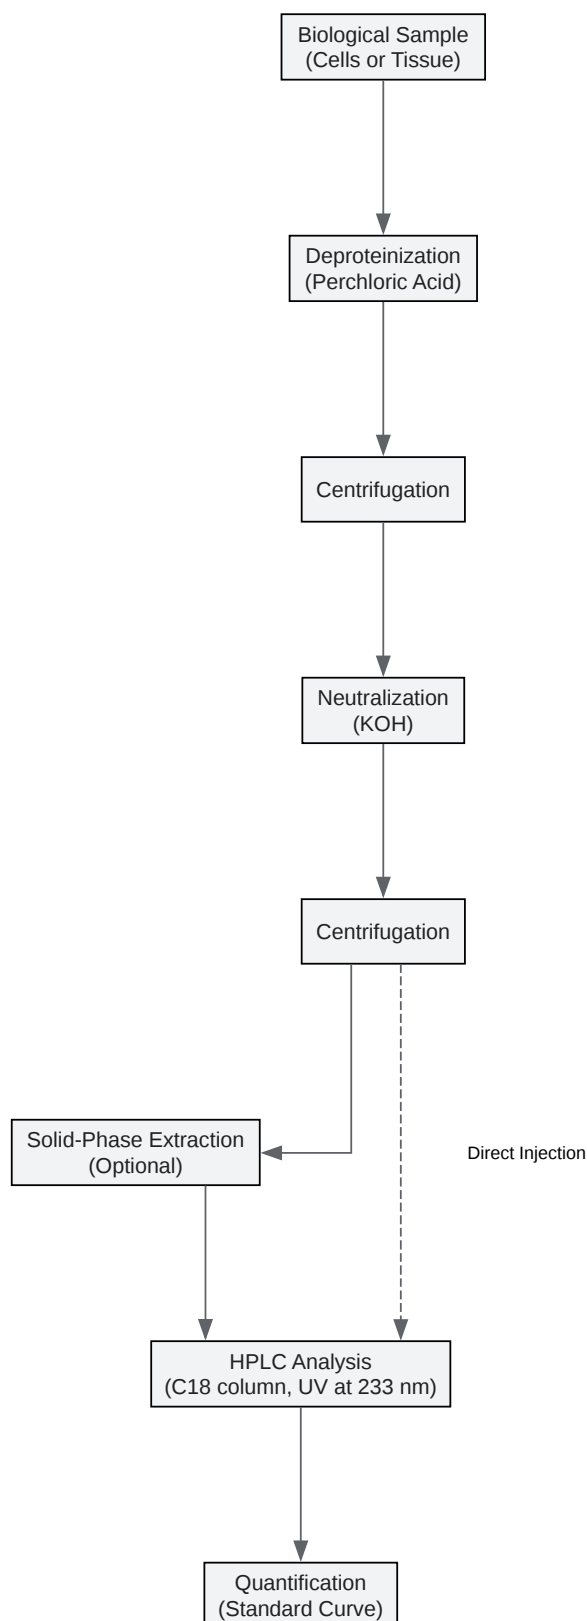 Biological Sample
(Cells or Tissue)
Deproteinization
(Perchloric Acid)
Centrifugation
Neutralization
(KOH)
Centrifugation
Solid-Phase Extraction
(Optional)
Direct Injection
HPLC Analysis
(C18 column, UV at 233 nm)
Quantification
(Standard Curve)